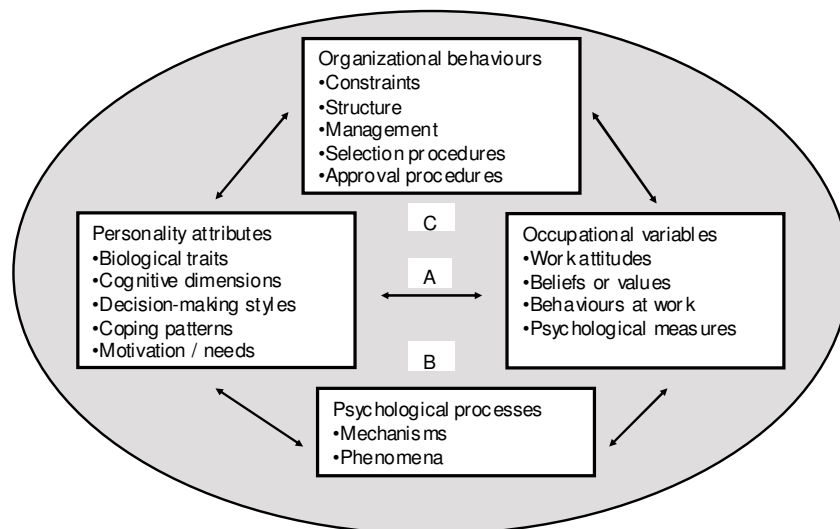 Organizational behaviours
•Constraints
•Structure
•Management
•Selection procedures
•Approval procedures
C
Personality attributes
•Biological traits
•Cognitive dimensions
•Decision-making styles
•Coping patterns
•Motivation / needs
A
Occupational variables
•Work attitudes
•Beliefs or values
•Behaviours at work
•Psychological measures
B
Psychological processes
•Mechanisms
•Phenomena